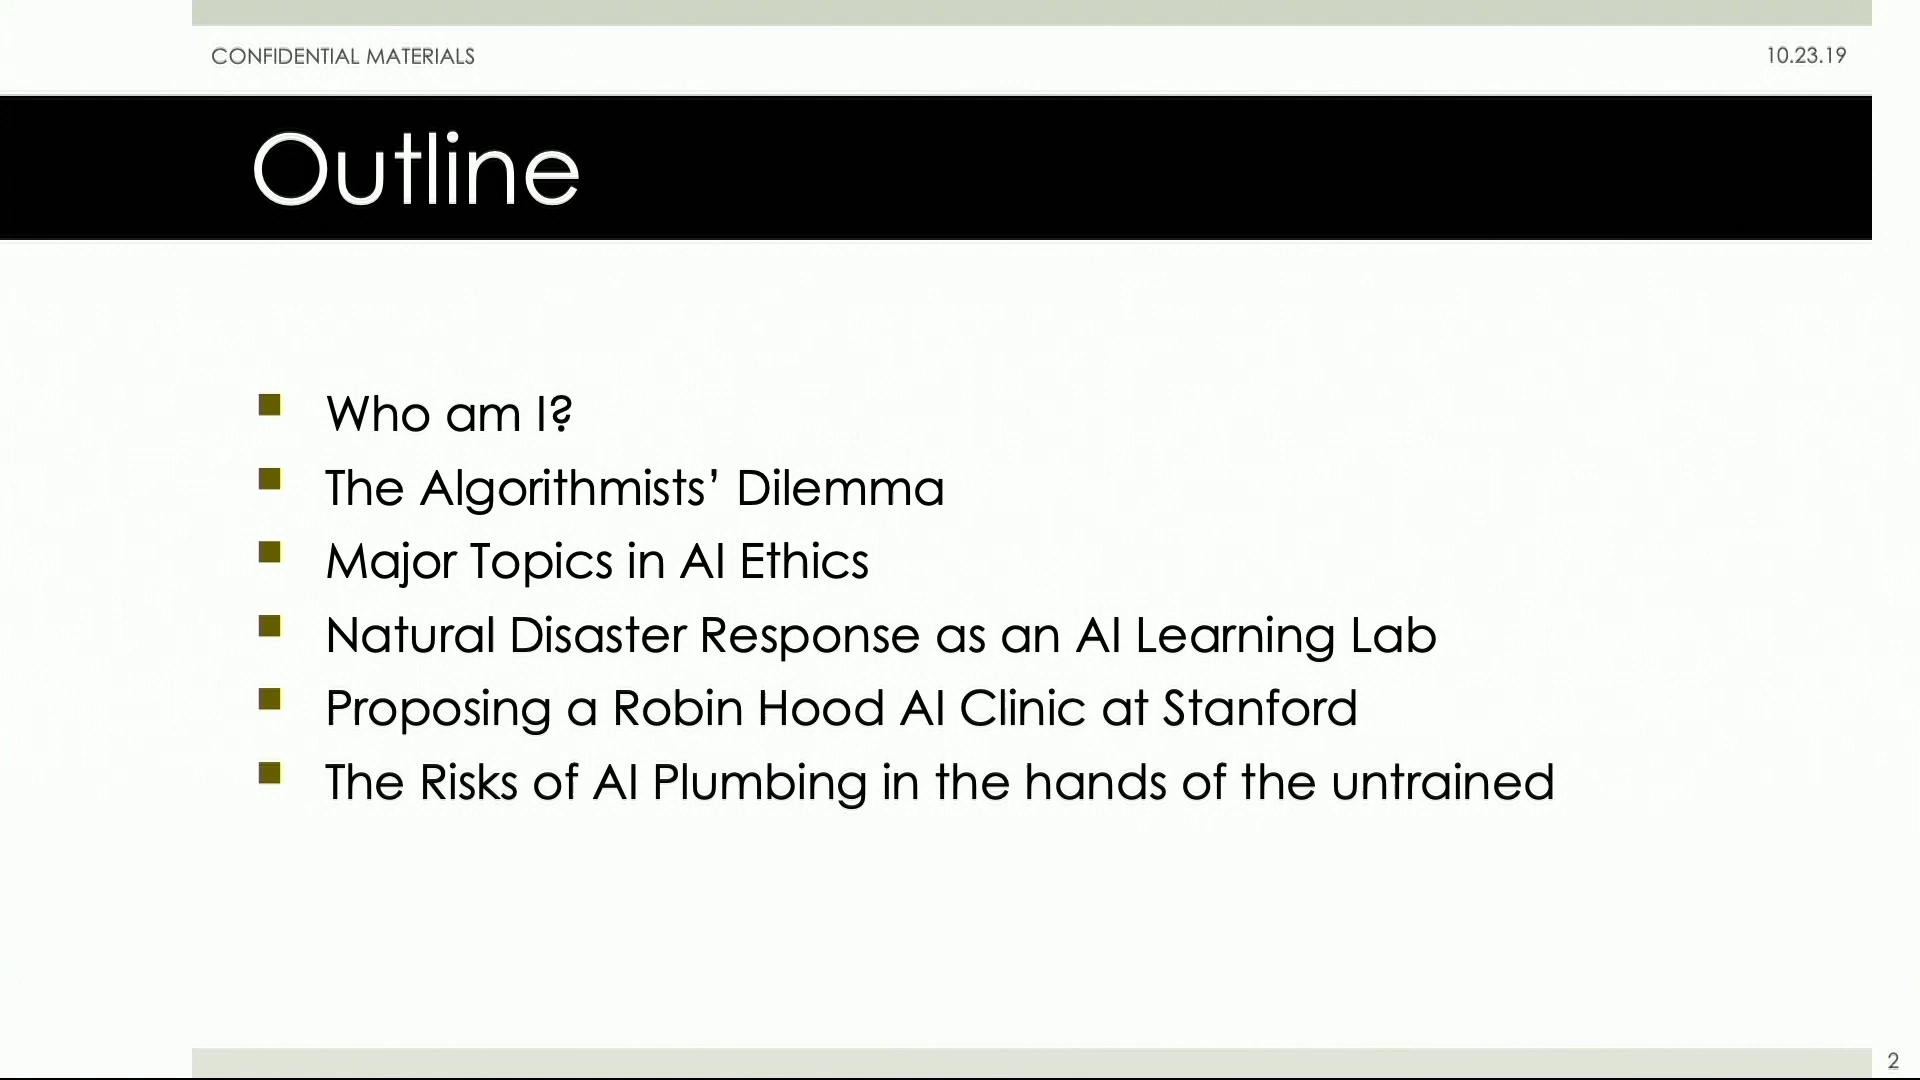 CONFIDENTIAL MATERIALS
10.23.19
Outline
Who am I?
The Algorithmists’ Dilemma
Major Topics in AI Ethics
Natural Disaster Response as an AI Learning Lab
Proposing a Robin Hood AI Clinic at Stanford
The Risks of AI Plumbing in the hands of the untrained
2